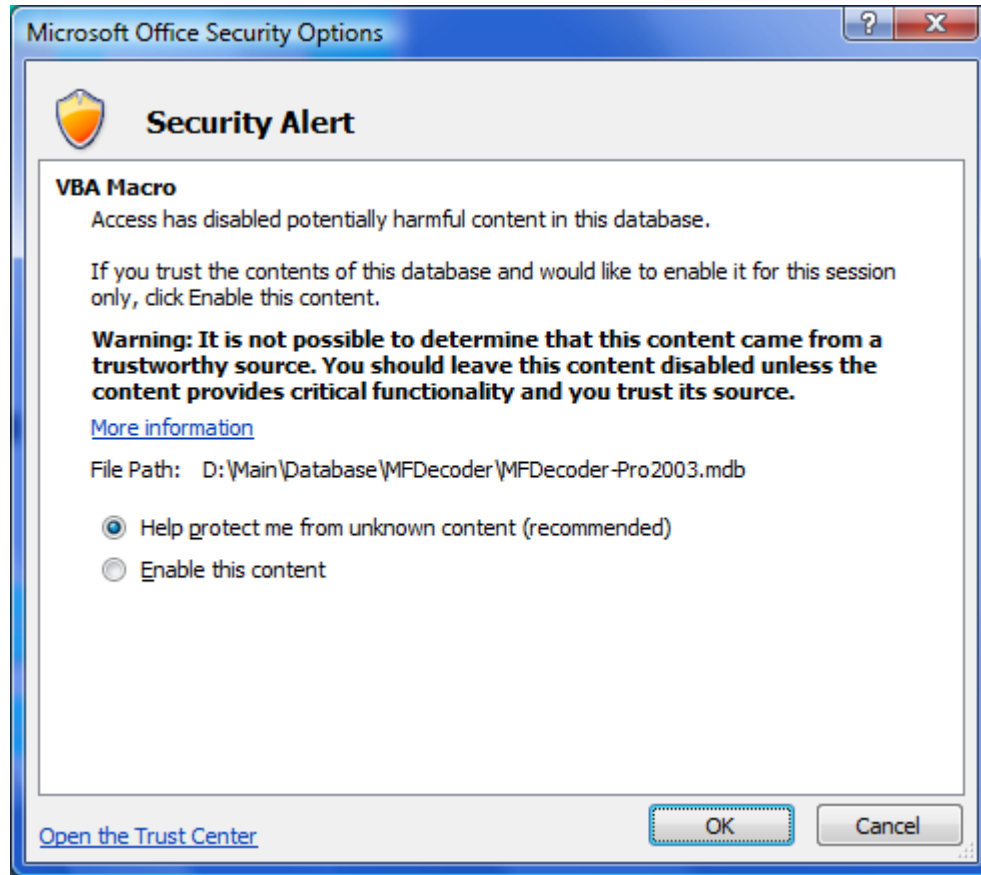 Microsoft Office Security Options
Security Alert
VBA Macro
Access has disabled potentially harmful content in this database.
If you trust the contents of this database and would like to enable it for this session
only, click Enable this content.
Warning: It is not possible to determine that this content came from a
trustworthy source. You should leave this content disabled unless the
content provides critical functionality and you trust its source.
More information
File Path: D:\Main\Database\MFDecoder\MFDecoder-Pro2003.mdb
Help protect me from unknown content (recommended)
Enable this content
Open the Trust Center
OK
Cancel